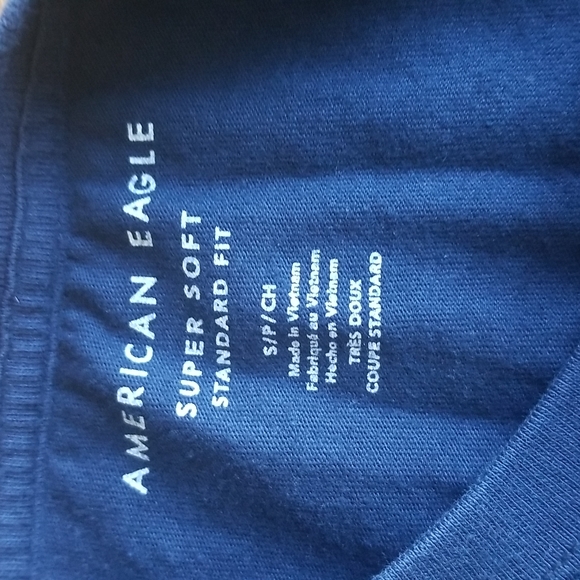 AMERICAN EAGLE
SUPER SOFT
STANDARD FIT
S/P/CH
Made in Vietnam
Fabriqué au Vietnam
Hecho en Vietnam
TRÈS DOUX
COUPE STANDARD